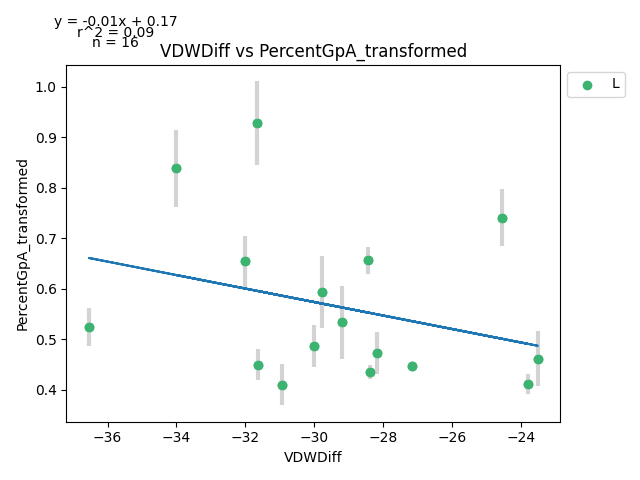 y = -0.01x + 0.17
r^2 = 0.09
n = 16
VDWDiff vs PercentGpA_transformed
L
PercentGpA_transformed
1.0
0.9
0.8
0.7
0.6
0.5
0.4
−36
−34
−32
−30
−28
−26
−24
VDWDiff